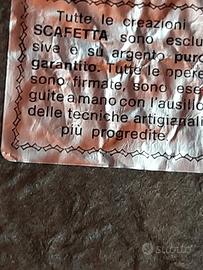 Tutte le creazioni
SCAFETTA sono esclu
sive e su argento puro
garantito. Tutte le opere
sono firmate, sono ese
guite a mano con l'ausilio
delle tecniche artigianali
più progredite
subito